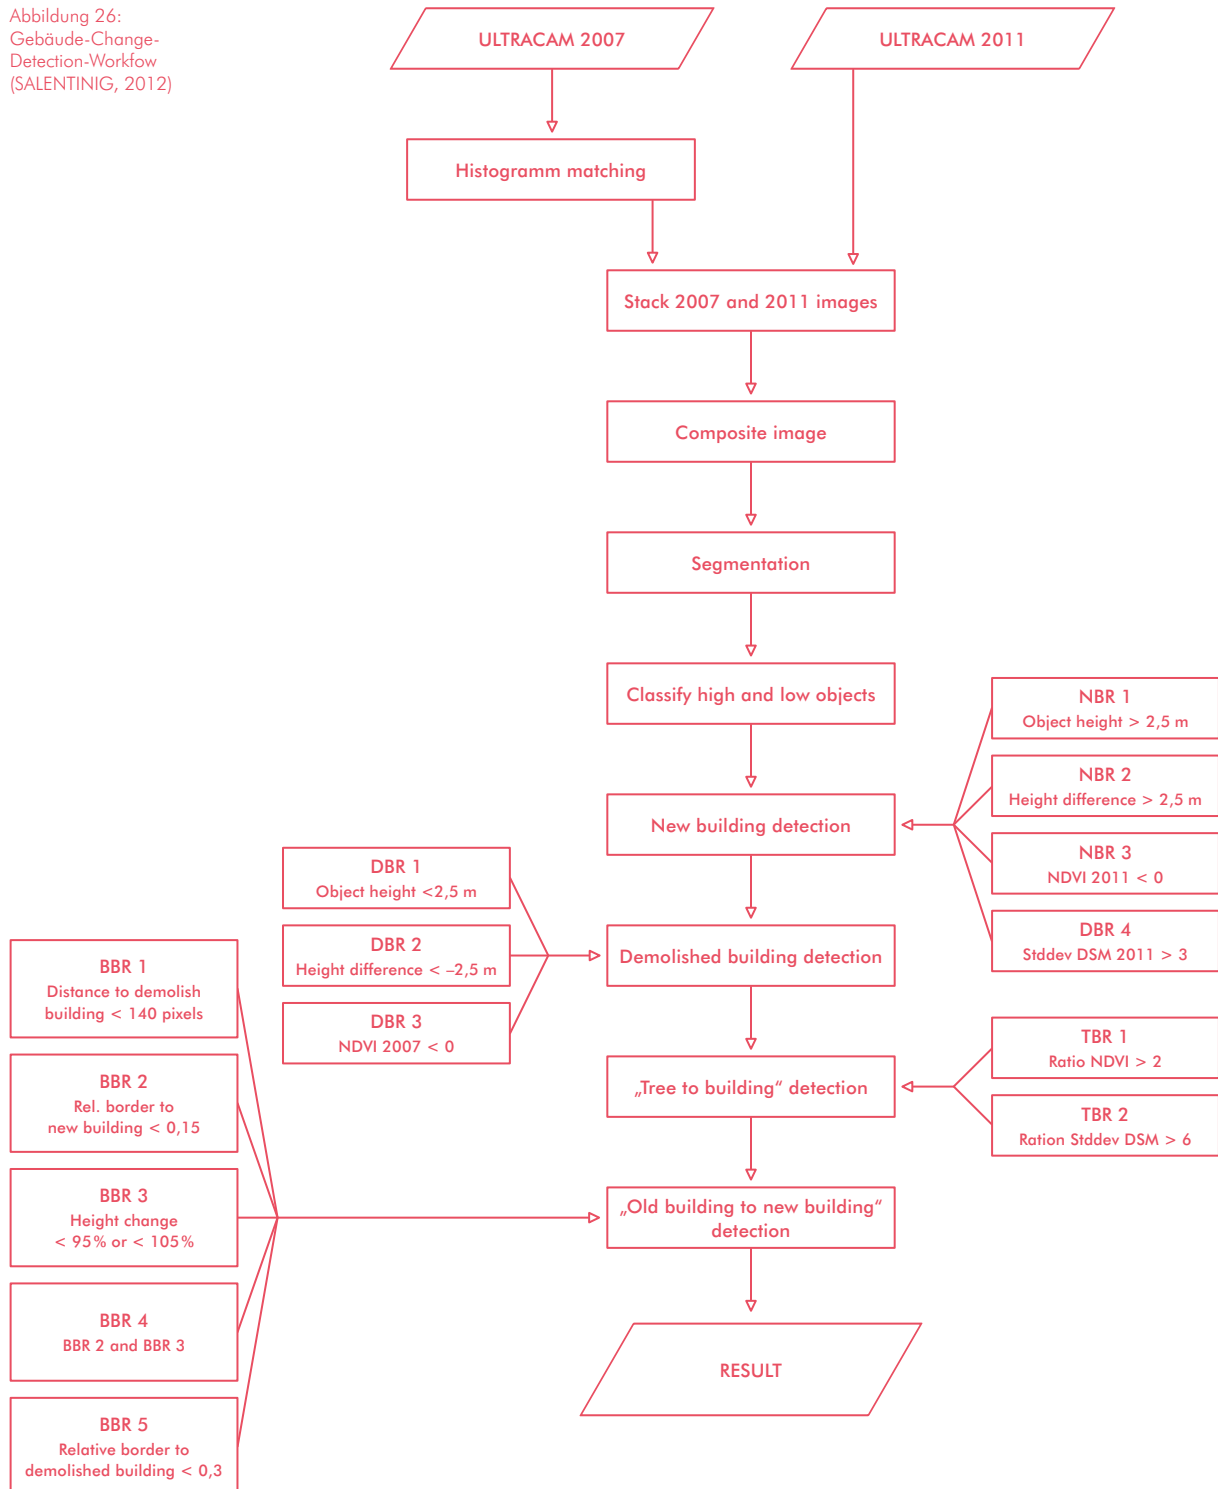 Abbildung 26:
Gebäude-Change-
Detection-Workfow
(SALENTINIG, 2012)
ULTRACAM 2007
ULTRACAM 2011
Histogramm matching
Stack 2007 and 2011 images
Composite image
Segmentation
Classify high and low objects
NBR 1
Object height > 2,5 m
NBR 2
Height difference > 2,5 m
NBR 3
NDVI 2011 < 0
DBR 4
Stddev DSM 2011 > 3
New building detection
DBR 1
Object height <2,5 m
DBR 2
Height difference < –2,5 m
DBR 3
NDVI 2007 < 0
Demolished building detection
TBR 1
Ratio NDVI > 2
TBR 2
Ration Stddev DSM > 6
„Tree to building“ detection
BBR 1
Distance to demolish
building < 140 pixels
BBR 2
Rel. border to
new building < 0,15
BBR 3
Height change
< 95% or < 105%
BBR 4
BBR 2 and BBR 3
BBR 5
Relative border to
demolished building < 0,3
„Old building to new building“
detection
RESULT